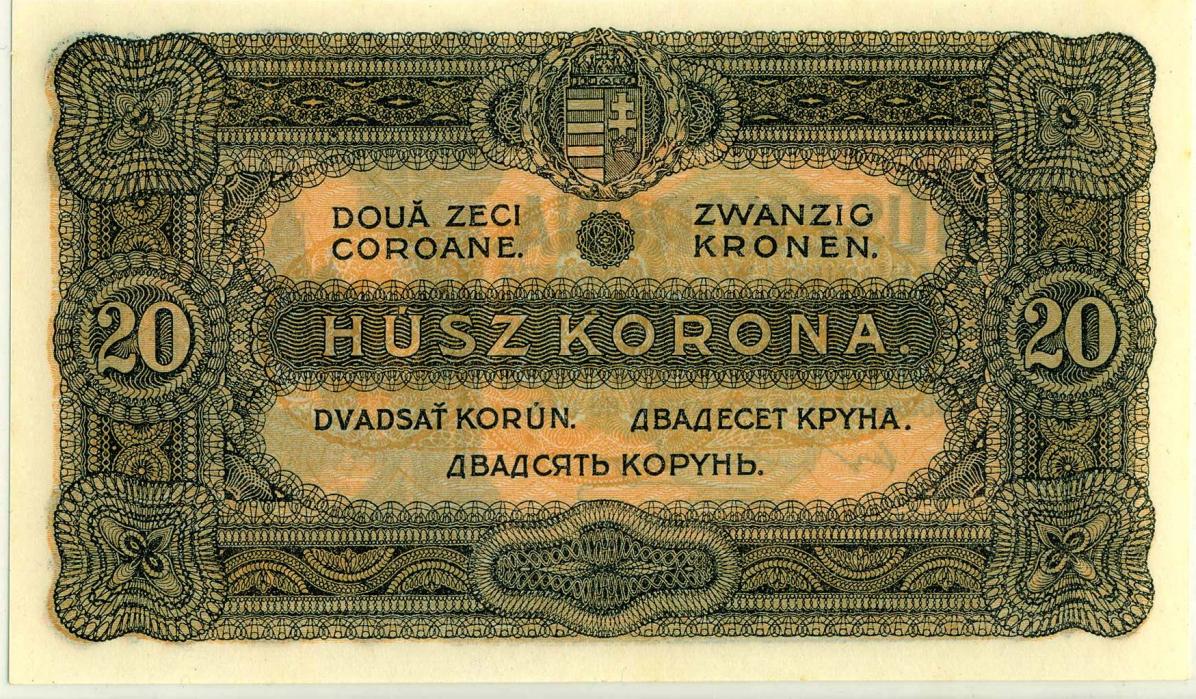 DOUĂ ZECI
COROANE.
ZWANZIG
KRONEN.
20
HÚSZ KORONA.
20
DVADSAŤ KORÚN.
ДВАДЕСЕТ КРУНА.
ДВАДСЯТЬ КОРУНЬ.